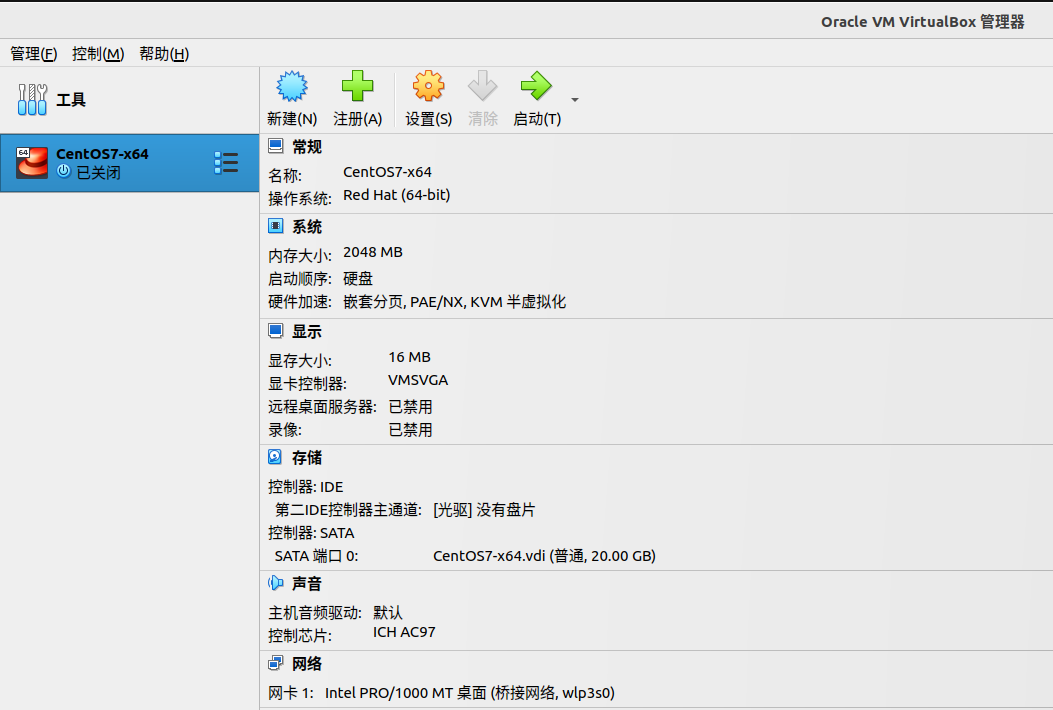 Oracle VM VirtualBox 管理器
管理(F) 控制(M) 帮助(H)
工具
新建(N) 注册(A) 设置(S) 清除 启动(T)
64 CentOS7-x64
已关闭
常规
名称: CentOS7-x64
操作系统: Red Hat (64-bit)
系统
内存大小: 2048 MB
启动顺序: 硬盘
硬件加速: 嵌套分页, PAE/NX, KVM 半虚拟化
显示
显存大小: 16 MB
显卡控制器: VMSVGA
远程桌面服务器: 已禁用
录像: 已禁用
存储
控制器: IDE
第二IDE控制器主通道: [光驱] 没有盘片
控制器: SATA
SATA 端口 0: CentOS7-x64.vdi (普通, 20.00 GB)
声音
主机音频驱动: 默认
控制芯片: ICH AC97
网络
网卡 1: Intel PRO/1000 MT 桌面 (桥接网络, wlp3s0)